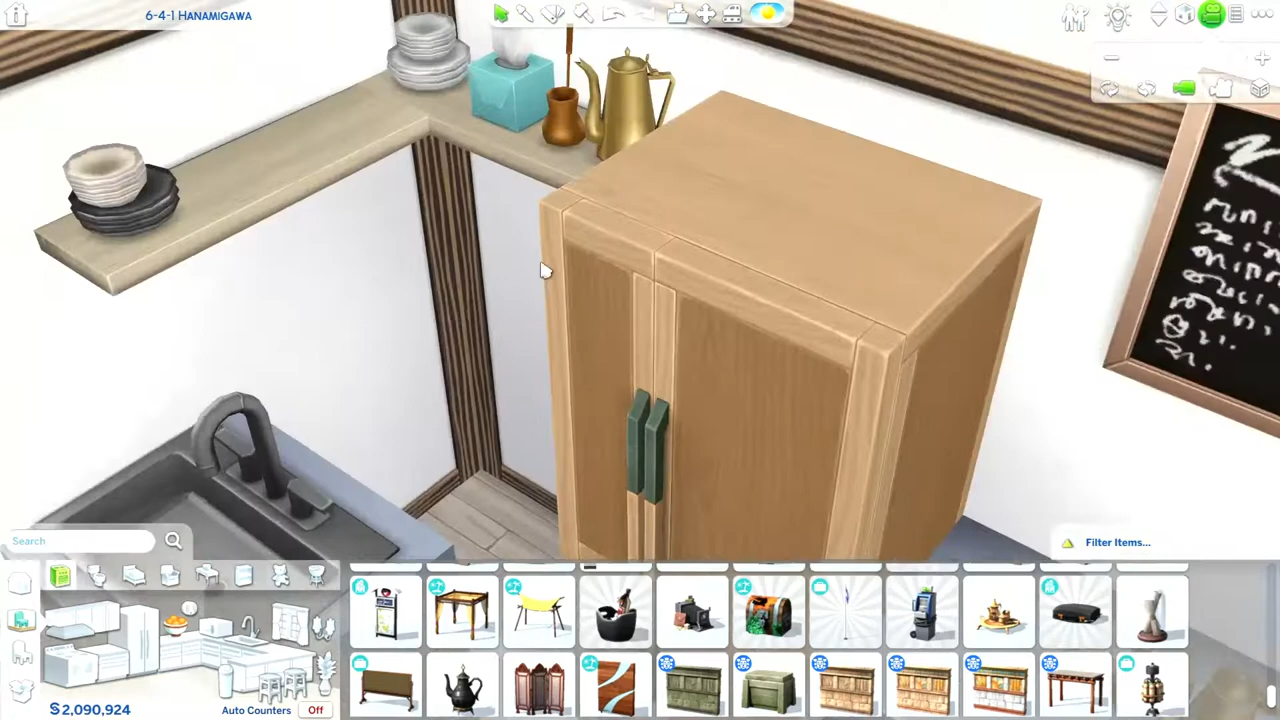 6-4-1 HANAMIGAWA
Search
Filter Items...
§2,090,924
Auto Counters
Off